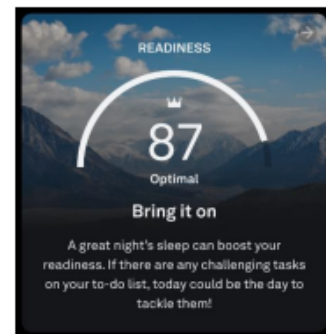 READINESS
87
Optimal
Bring it on
A great night's sleep can boost your
readiness. If there are any challenging tasks
on your to-do list, today could be the day to
tackle them!